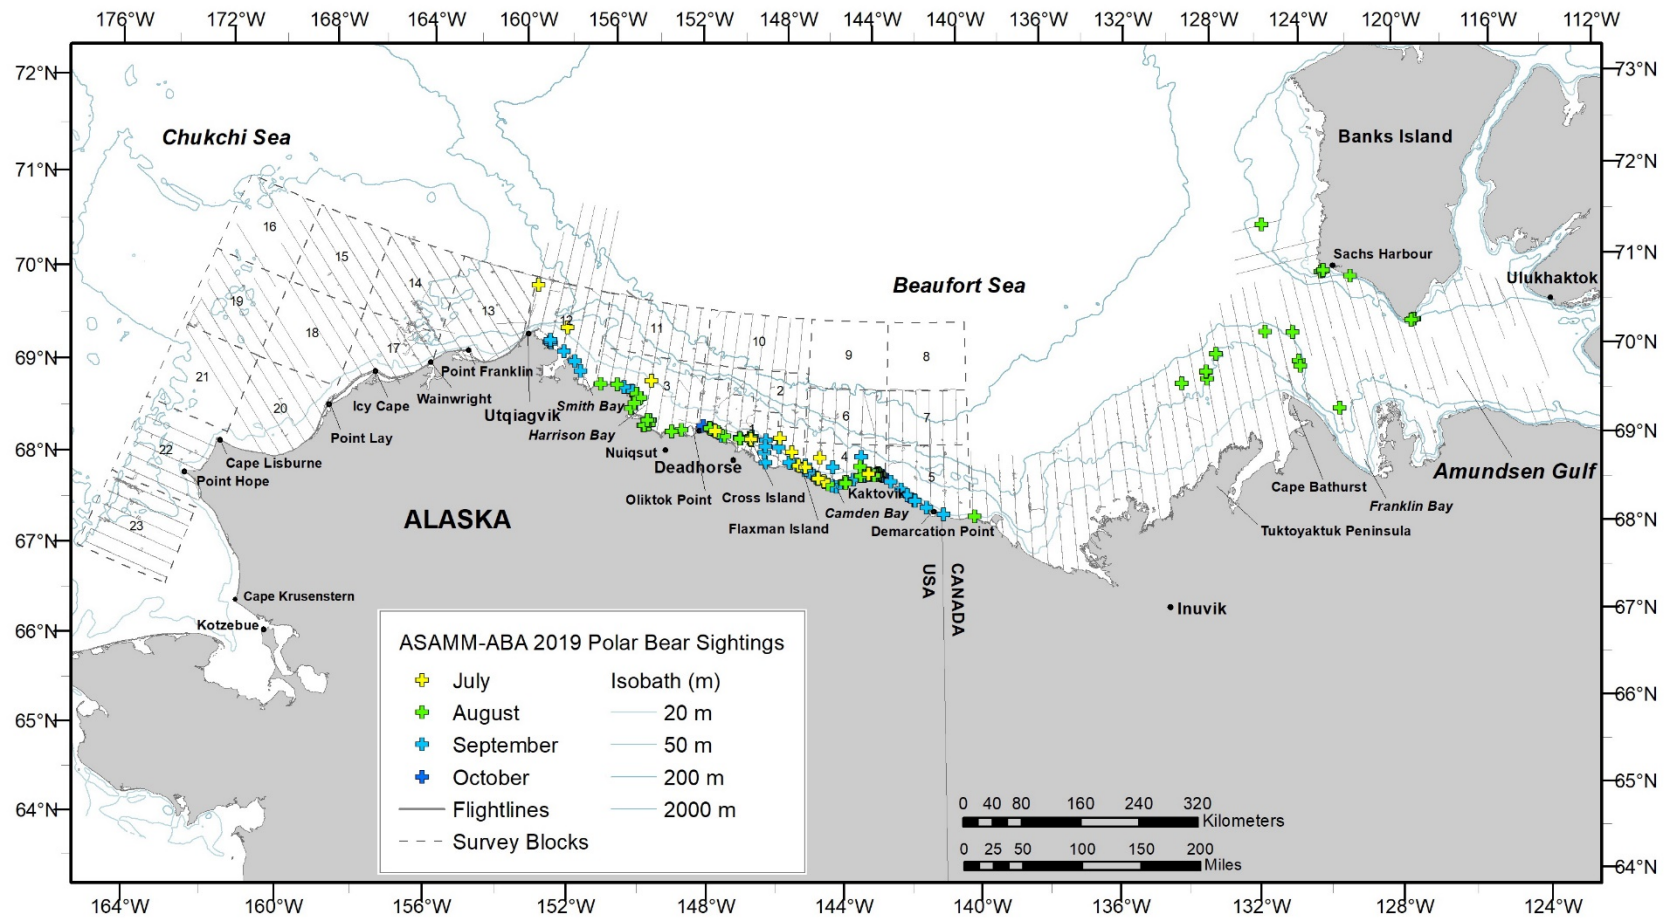 176°W 172°W 168°W 164°W 160°W 156°W 152°W 148°W 144°W 140°W 136°W 132°W 128°W 124°W 120°W 116°W 112°W
72°N
73°N
Chukchi Sea
Banks Island
71°N
72°N
16
15
70°N
71°N
Sachs Harbour
Beaufort Sea
Ulukhaktok
14
19
13
12
11
10
9
8
18
17
69°N
70°N
Point Franklin
21
Wainwright
3
Icy Cape
20
Utqiagvik
Smith Bay
2
6
7
Point Lay
Harrison Bay
1
68°N
69°N
22
Nuiqsut
4
Cape Lisburne
Deadhorse
Amundsen Gulf
Point Hope
5
Oliktok Point
Cross Island
Kaktovik
Cape Bathurst
Franklin Bay
Camden Bay
23
ALASKA
Flaxman Island
Demarcation Point
Tuktoyaktuk Peninsula
67°N
68°N
USA
CANADA
Cape Krusenstern
Inuvik
67°N
Kotzebue
66°N
ASAMM-ABA 2019 Polar Bear Sightings
July
August
September
October
Flightlines
Survey Blocks
Isobath (m)
20 m
50 m
200 m
2000 m
66°N
65°N
65°N
64°N
64°N
0 40 80 160 240 320
Kilometers
0 25 50 100 150 200
Miles
164°W 160°W 156°W 152°W 148°W 144°W 140°W 136°W 132°W 128°W 124°W